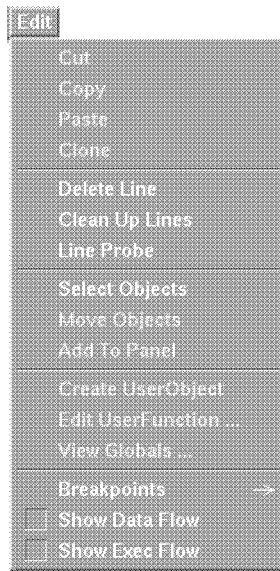 Edit
Cut
Copy
Paste
Clone
Delete Line
Clean Up Lines
Line Probe
Select Objects
Move Objects
Add To Panel
Create UserObject
Edit UserFunction ...
View Globals ...
Breakpoints →
Show Data Flow
Show Exec Flow